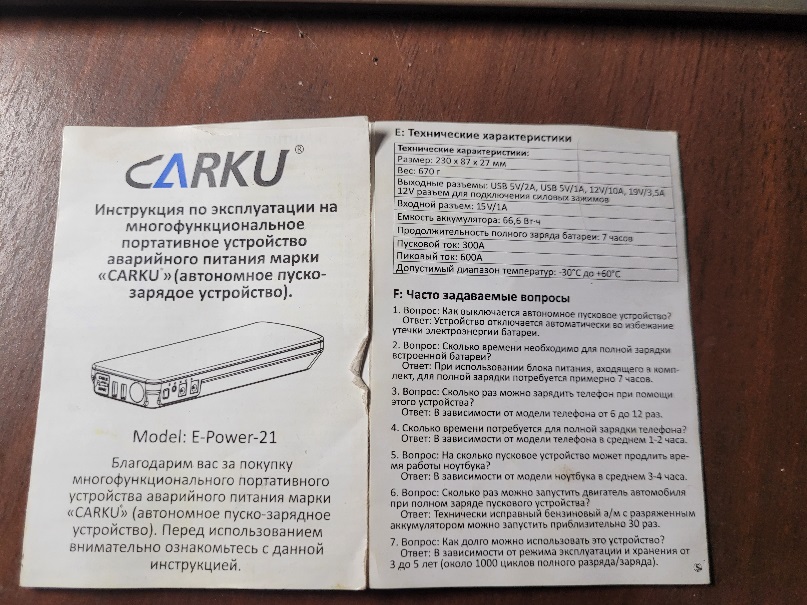 CARKU®
Инструкция по эксплуатации на
многофункциональное
портативное устройство
аварийного питания марки
«CARKU» (автономное пуско-
зарядое устройство).
Model: E-Power-21
Благодарим вас за покупку
многофункционального портативного
устройства аварийного питания марки
«CARKU» (автономное пуско-зарядное
устройство). Перед использованием
внимательно ознакомьтесь с данной
инструкцией.
E: Технические характеристики
Технические характеристики:
Размер: 230 x 87 x 27 мм
Вес: 670 г
Выходные разъемы: USB 5V/2A, USB 5V/1A, 12V/10A, 19V/3,5A
12V разъем для подключения силовых зажимов
Входной разъем: 15V/1A
Емкость аккумулятора: 66,6 Вт·ч
Продолжительность полного заряда батареи: 7 часов
Пусковой ток: 300A
Пиковый ток: 600A
Допустимый диапазон температур: -30°C до +60°C
F: Часто задаваемые вопросы
1. Вопрос: Как выключается автономное пусковое устройство?
Ответ: Устройство отключается автоматически во избежание
утечки электроэнергии батареи.
2. Вопрос: Сколько времени необходимо для полной зарядки
встроенной батареи?
Ответ: При использовании блока питания, входящего в комп-
лект, для полной зарядки потребуется примерно 7 часов.
3. Вопрос: Сколько раз можно зарядить телефон при помощи
этого устройства?
Ответ: В зависимости от модели телефона от 6 до 12 раз.
4. Сколько времени потребуется для полной зарядки телефона?
Ответ: В зависимости от модели телефона в среднем 1-2 часа.
5. Вопрос: На сколько пусковое устройство может продлить вре-
мя работы ноутбука?
Ответ: В зависимости от модели ноутбука в среднем 3-4 часа.
6. Вопрос: Сколько раз можно запустить двигатель автомобиля
при полном заряде пускового устройства?
Ответ: Технически исправный бензиновый а/м с разряженным
аккумулятором можно запустить приблизительно 30 раз.
7. Вопрос: Как долго можно использовать это устройство?
Ответ: В зависимости от режима эксплуатации и хранения от
3 до 5 лет (около 1000 циклов полного разряда/заряда).
5